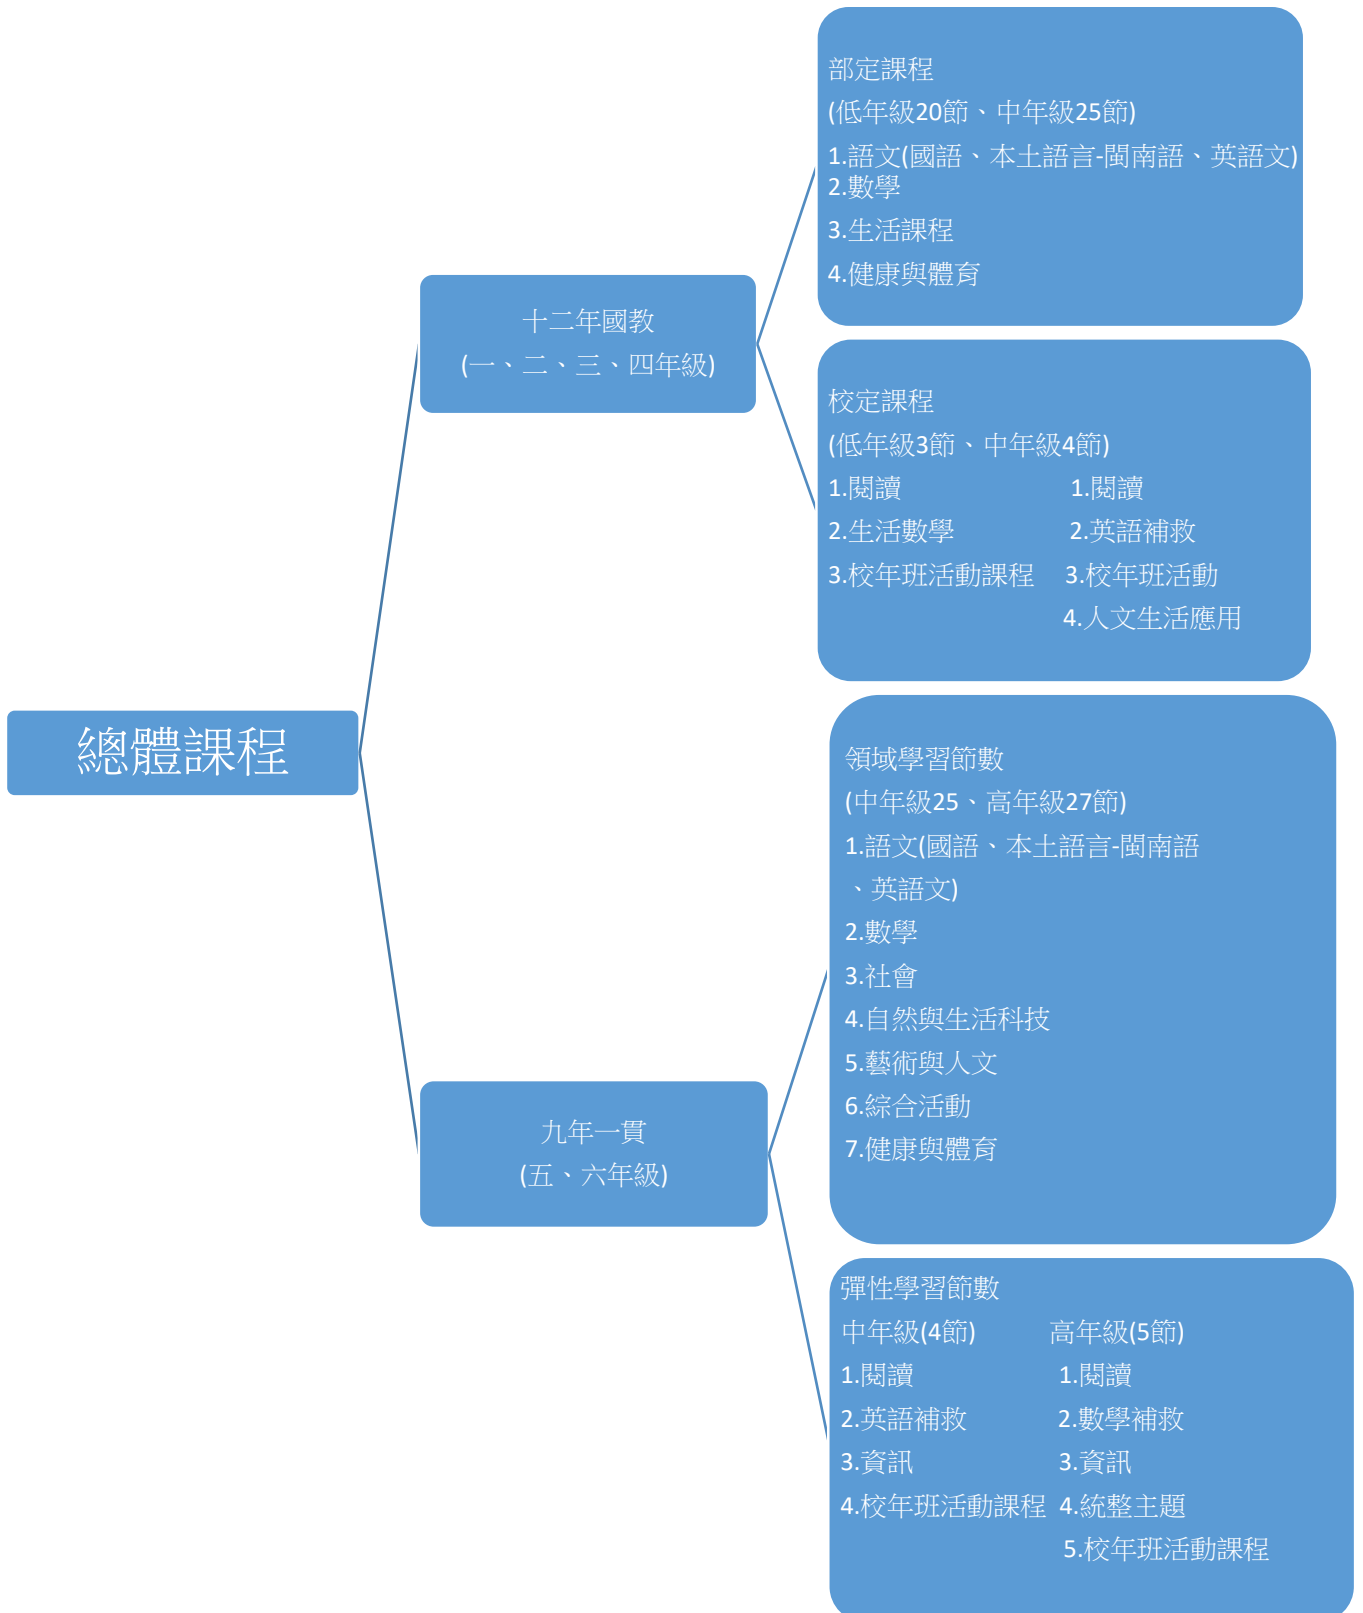 總體課程
十二年國教
(一、二、三、四年級)
部定課程
(低年級20節、中年級25節)
1.語文(國語、本土語言-閩南語、英語文)
2.數學
3.生活課程
4.健康與體育
校定課程
(低年級3節、中年級4節)
1.閱讀 1.閱讀
2.生活數學 2.英語補救
3.校年班活動課程 3.校年班活動
4.人文生活應用
九年一貫
(五、六年級)
領域學習節數
(中年級25、高年級27節)
1.語文(國語、本土語言-閩南語
、英語文)
2.數學
3.社會
4.自然與生活科技
5.藝術與人文
6.綜合活動
7.健康與體育
彈性學習節數
中年級(4節) 高年級(5節)
1.閱讀 1.閱讀
2.英語補救 2.數學補救
3.資訊 3.資訊
4.校年班活動課程 4.統整主題
5.校年班活動課程